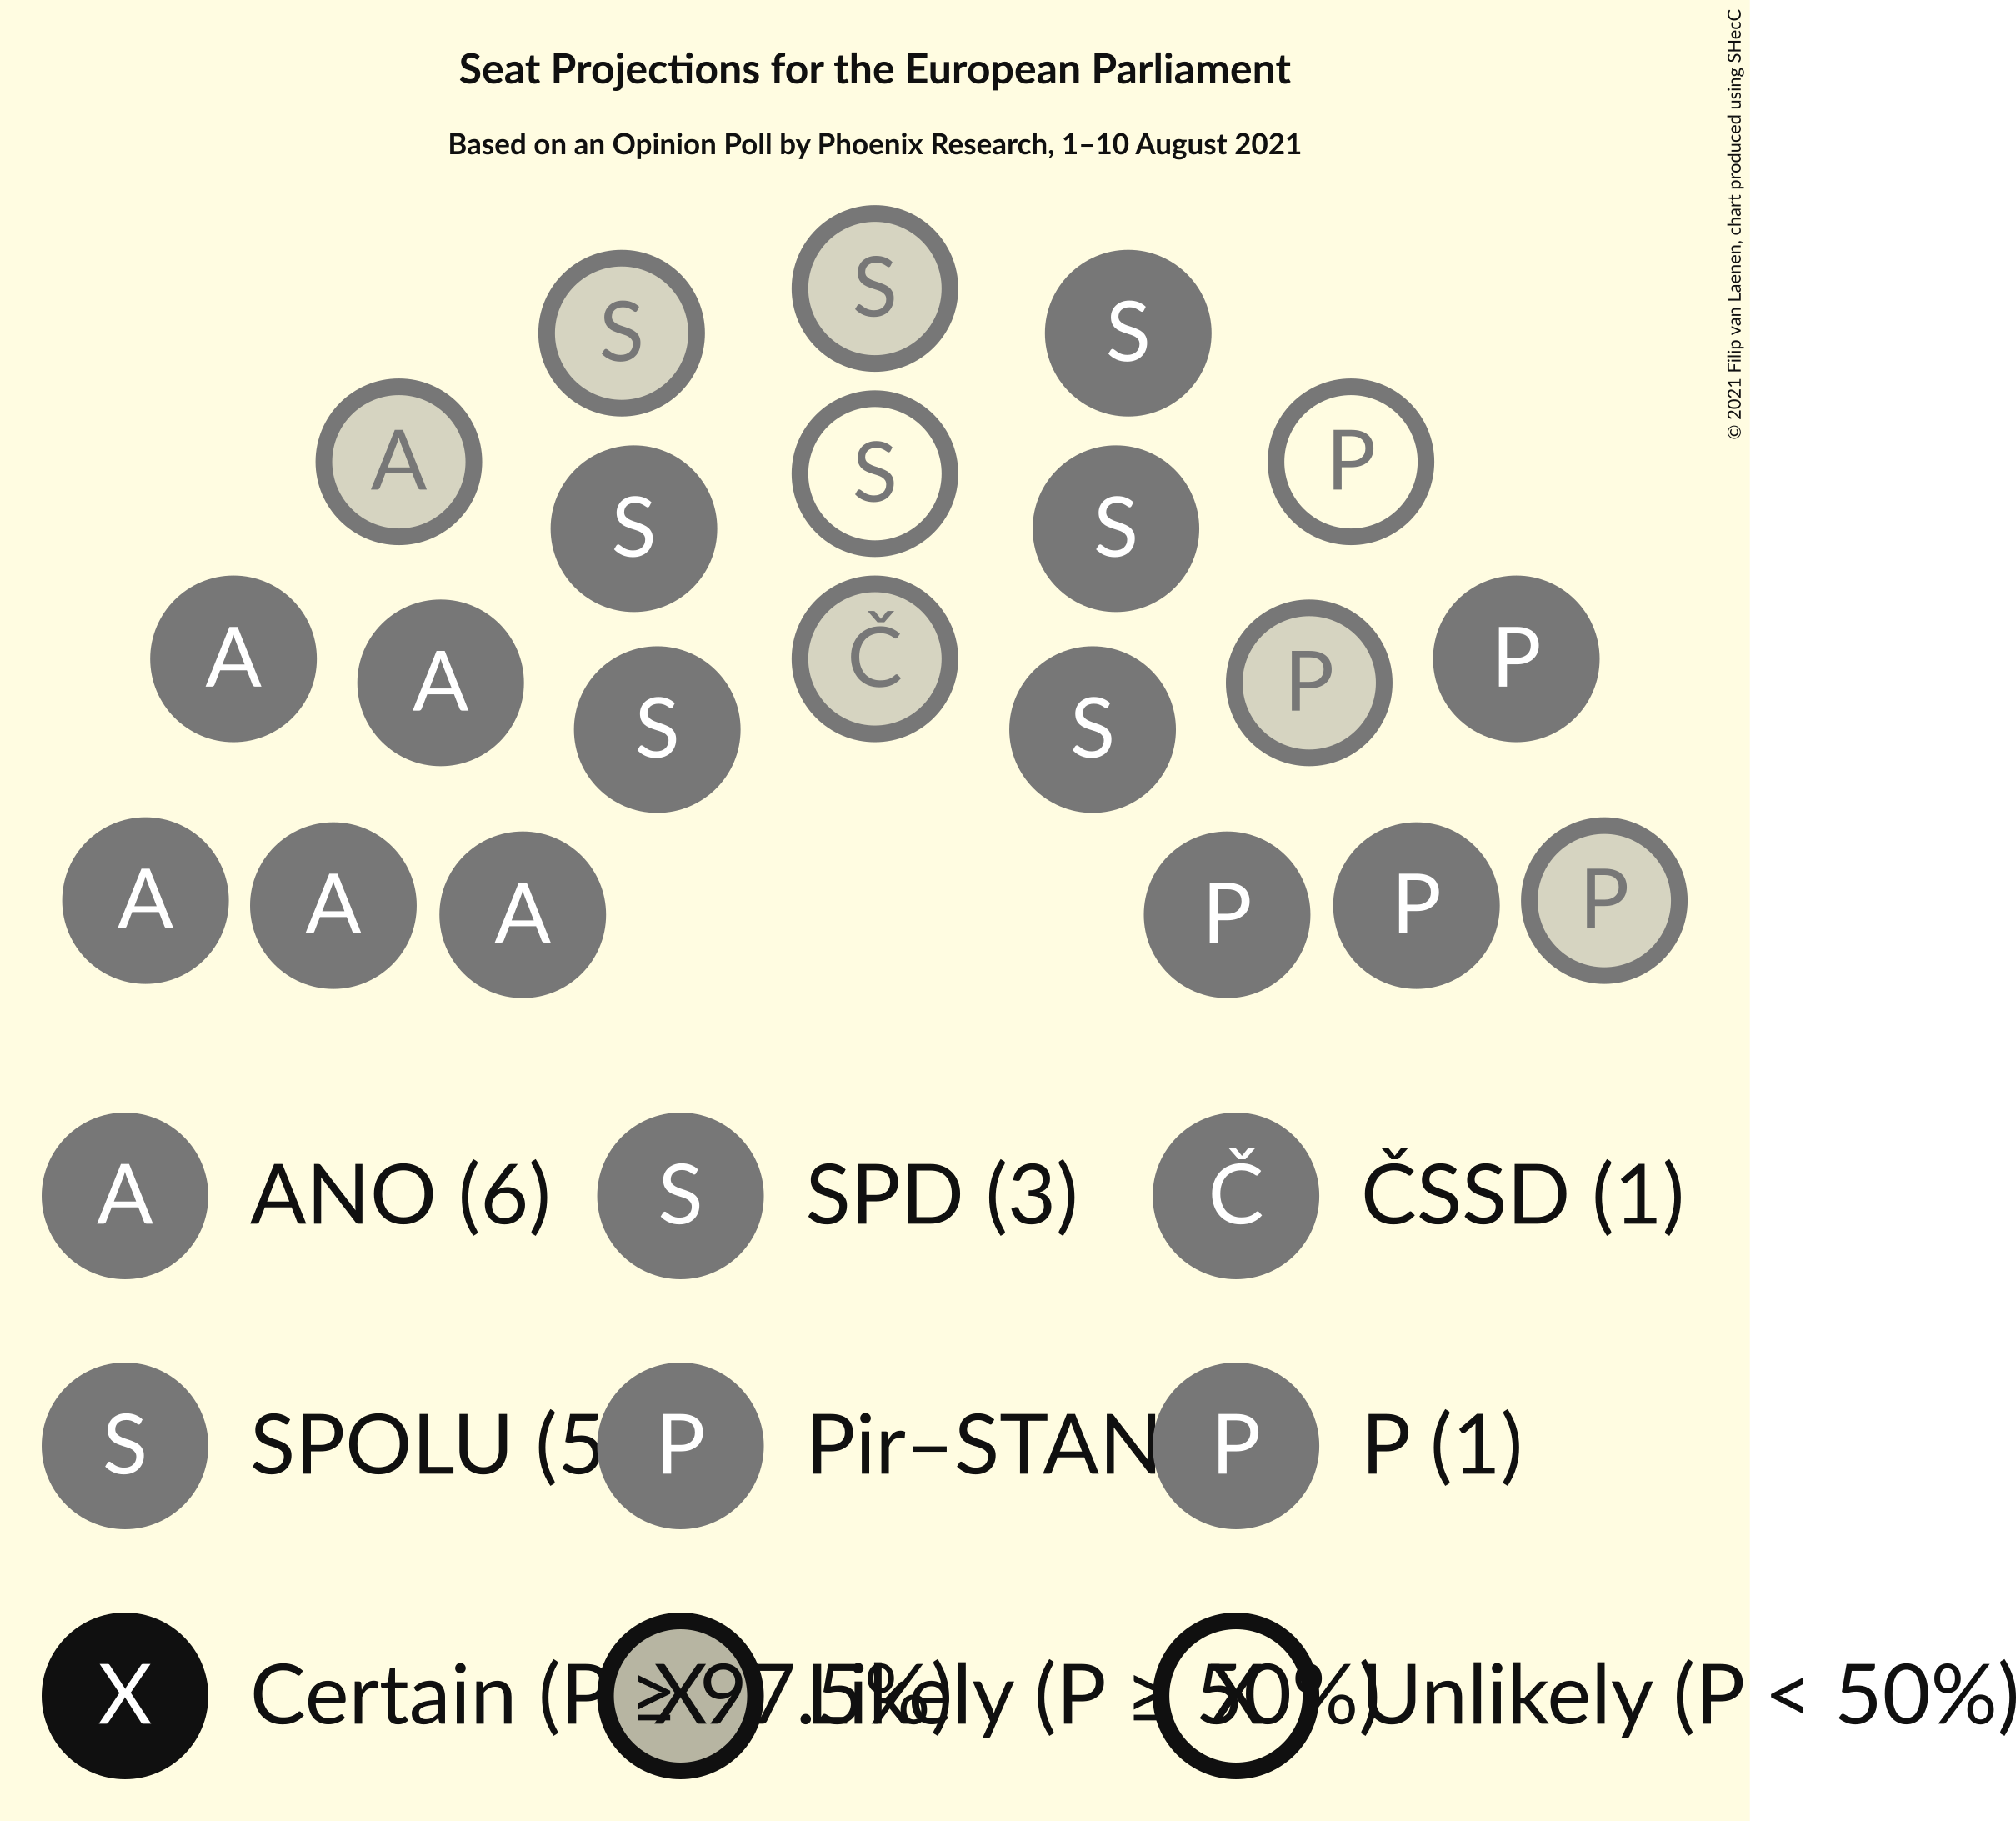 Seat Projections for the European Parliament
Based on an Opinion Poll by Phoenix Research, 1–10 August 2021
© 2021 Filip van Laenen, chart produced using SHecC
S
S S
A S P
S S
A Č P
A P
S S
A A P P
A P
A ANO (6) S SPD (3) Č ČSSD (1)
S SPOLU (5 P Pir–STAN P P (1)
X Certain (P ≥ 97.5%) X Likely (P ≥ 50%) X Unlikely (P < 50%)